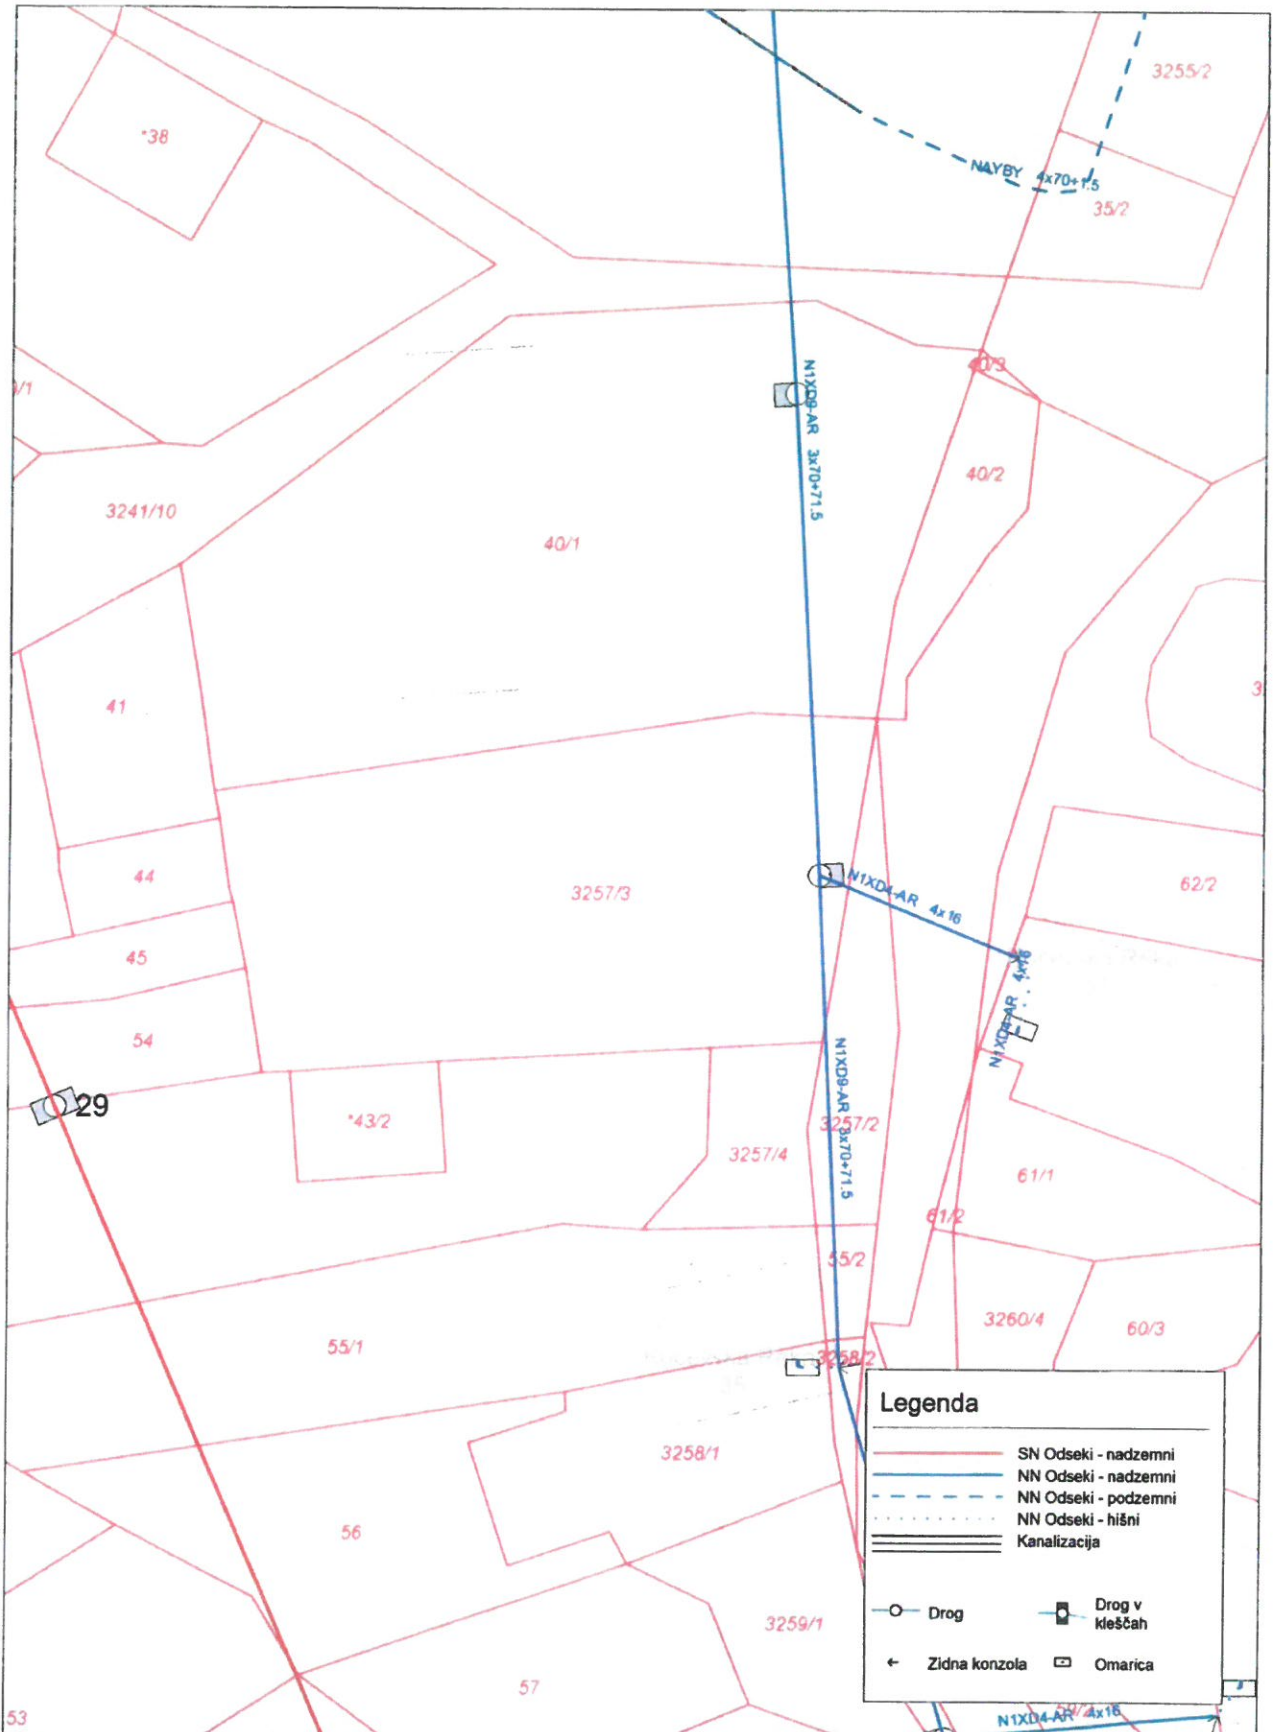 3255/2
*38
NAYBY 4x70+1.5
35/2
40/3
N1XD9-AR 3x70+71.5
40/2
3241/10
40/1
41
44
3257/3
N1XD4-AR 4x16
62/2
45
N1XD4-AR 4x16
54
29
*43/2
3257/4
3257/2
N1XD9-AR 3x70+71.5
61/1
61/2
55/2
3260/4
60/3
55/1
3258/2
3258/1
56
3259/1
57
53
Legenda
SN Odseki - nadzemni
NN Odseki - nadzemni
NN Odseki - podzemni
NN Odseki - hišni
Kanalizacija
Drog
Drog v
kleščah
Zidna konzola
Omarica
N1XD4-AR 4x16